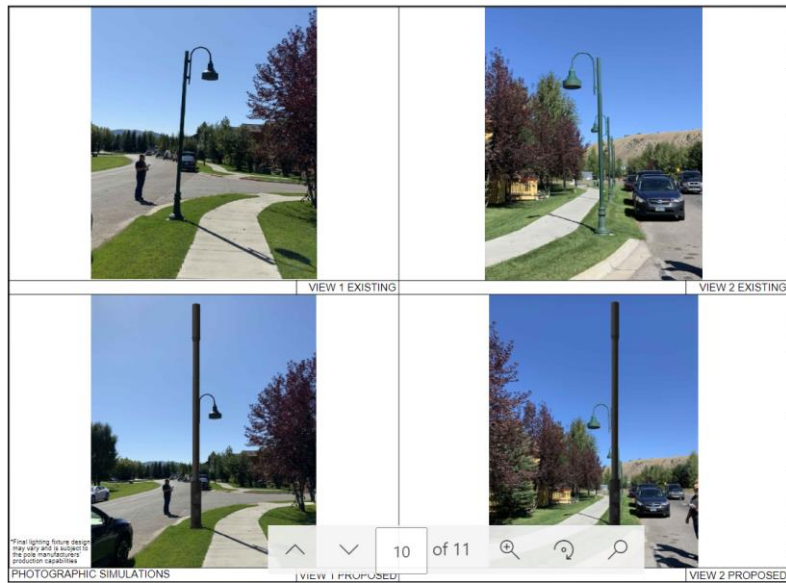 VIEW 1 EXISTING
VIEW 2 EXISTING
*Final lighting fixture design
may vary and is subject to
the pole manufacturers'
production capabilities
10 of 11
PHOTOGRAPHIC SIMULATIONS
VIEW 1 PROPOSED
VIEW 2 PROPOSED